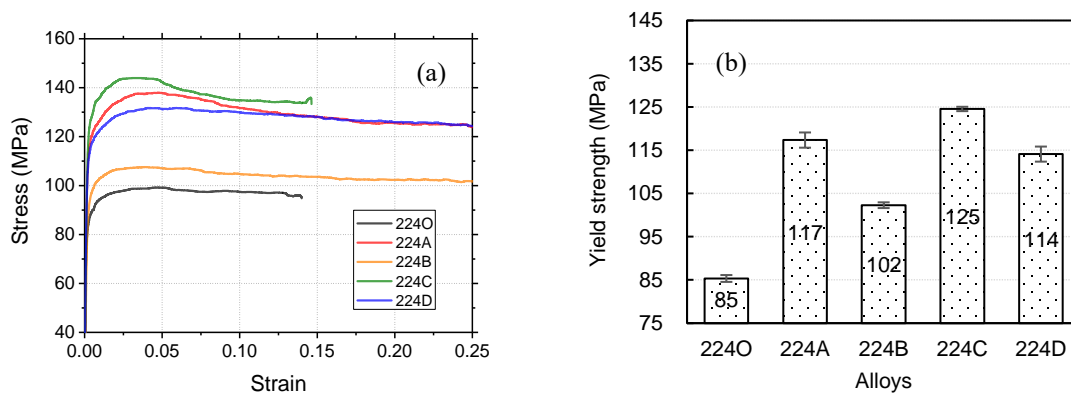 (a)
Stress (MPa)
160
140
120
100
80
60
40
0.00 0.05 0.10 0.15 0.20 0.25
Strain
224O
224A
224B
224C
224D
(b)
Yield strength (MPa)
145
135
125
115
105
95
85
75
85
117
102
125
114
224O 224A 224B 224C 224D
Alloys